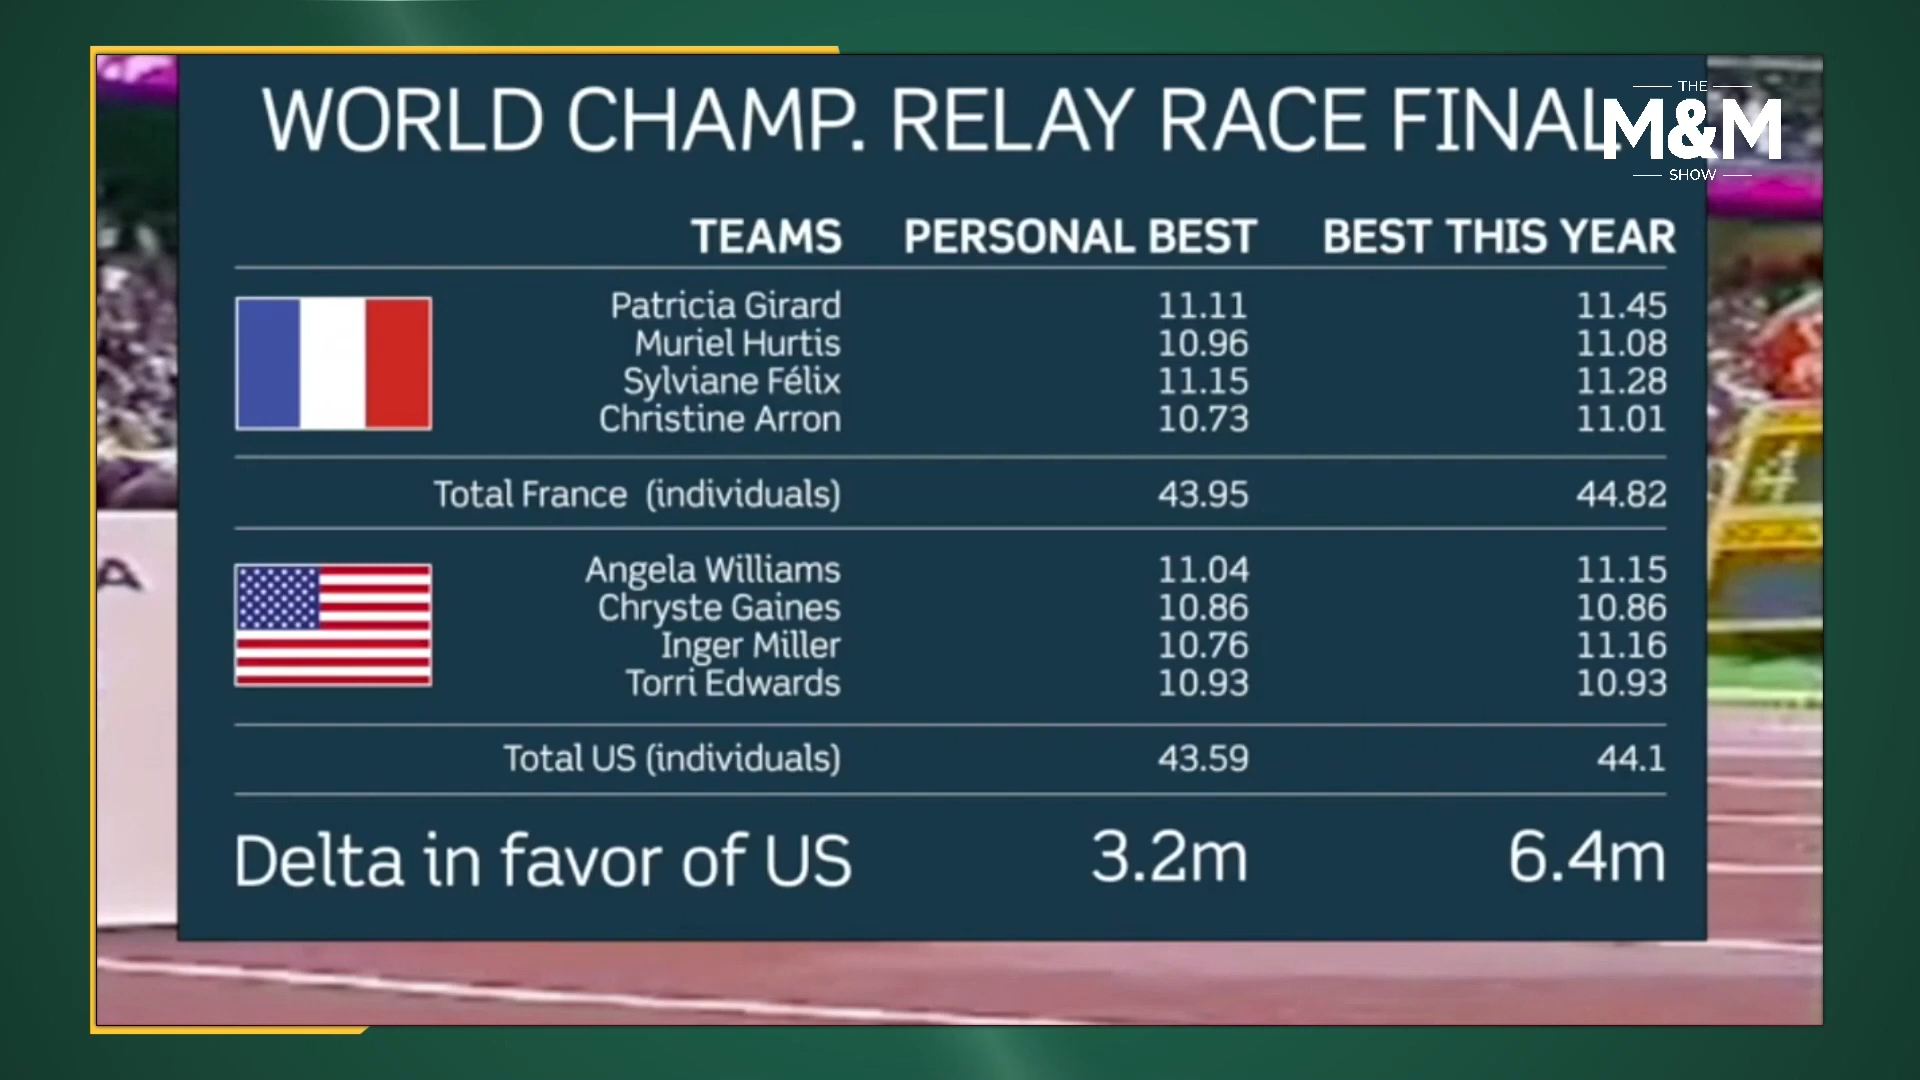 THE
M&M
SHOW
WORLD CHAMP. RELAY RACE FINAL
TEAMS PERSONAL BEST BEST THIS YEAR
Patricia Girard 11.11 11.45
Muriel Hurtis 10.96 11.08
Sylviane Félix 11.15 11.28
Christine Arron 10.73 11.01
Total France (individuals) 43.95 44.82
Angela Williams 11.04 11.15
Chryste Gaines 10.86 10.86
Inger Miller 10.76 11.16
Torri Edwards 10.93 10.93
Total US (individuals) 43.59 44.1
Delta in favor of US 3.2m 6.4m
A